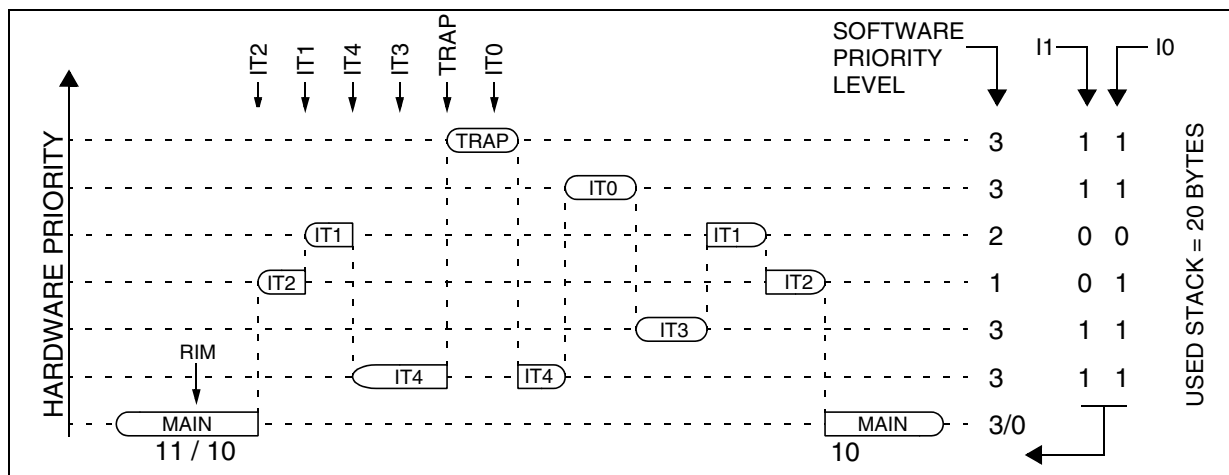 IT2
IT1
IT4
IT3
TRAP
IT0
SOFTWARE
PRIORITY
LEVEL
I1
I0
HARDWARE PRIORITY
TRAP
3
1 1
IT0
3
1 1
IT1
IT1
2
0 0
IT2
IT2
1
0 1
IT3
3
1 1
RIM
IT4
IT4
3
1 1
MAIN
MAIN
3/0
11 / 10
10
USED STACK = 20 BYTES